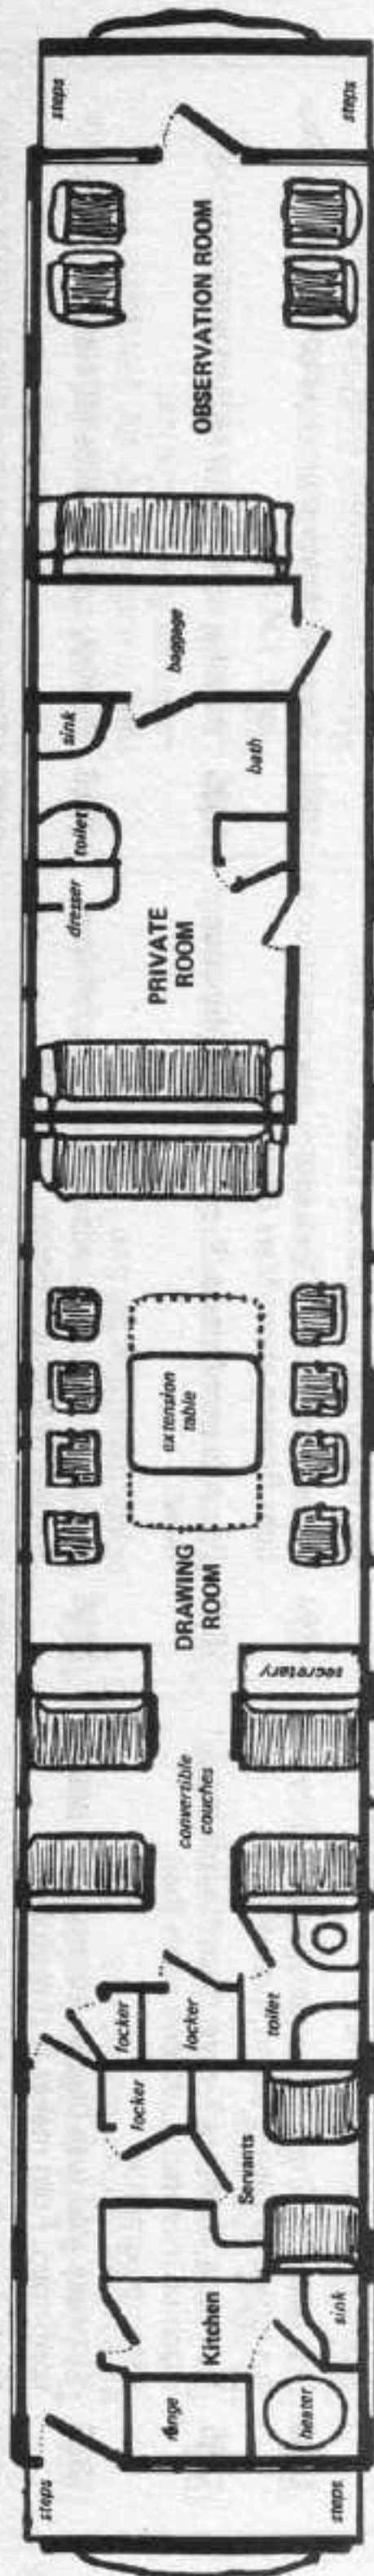 steps
steps
OBSERVATION ROOM
baggage
sink
bath
toilet
dresser
PRIVATE
ROOM
extension
table
DRAWING
ROOM
secretary
convertible
couches
locker
locker
toilet
locker
Servants
Kitchen
sink
range
heater
steps
steps